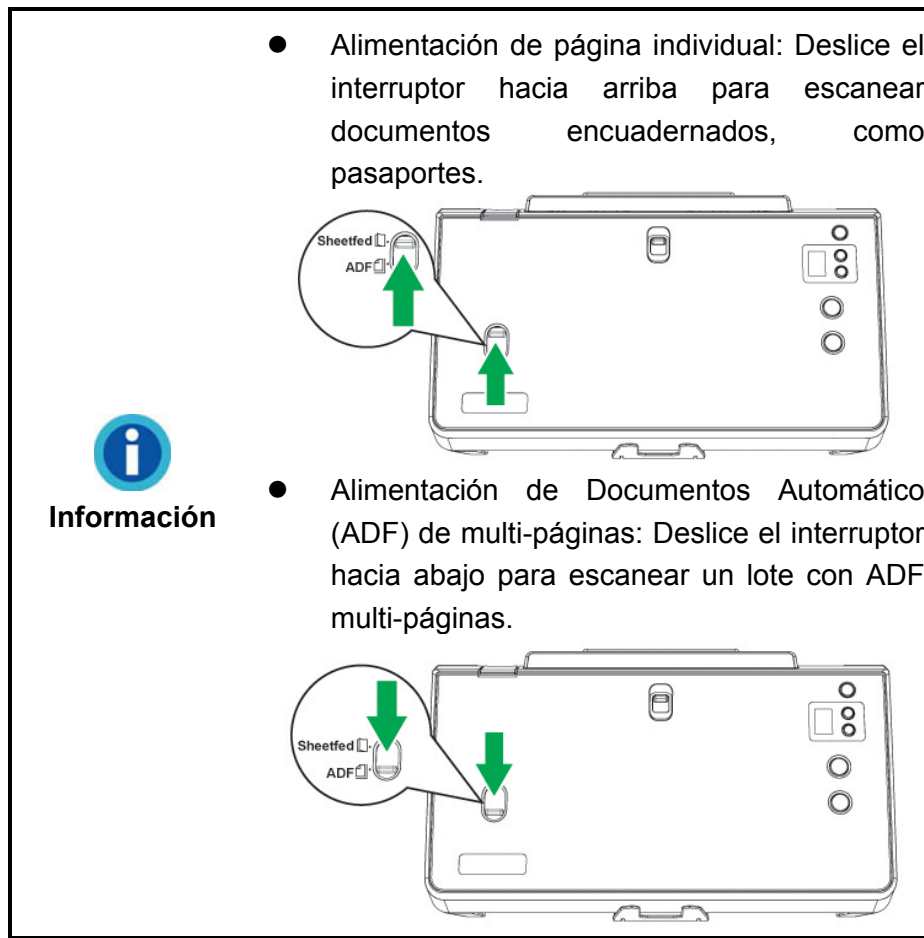 Alimentación de página individual: Deslice el
interruptor hacia arriba para escanear
documentos encuadernados, como
pasaportes.
Sheetfed
ADF
Información
Alimentación de Documentos Automático
(ADF) de multi-páginas: Deslice el interruptor
hacia abajo para escanear un lote con ADF
multi-páginas.
Sheetfed
ADF